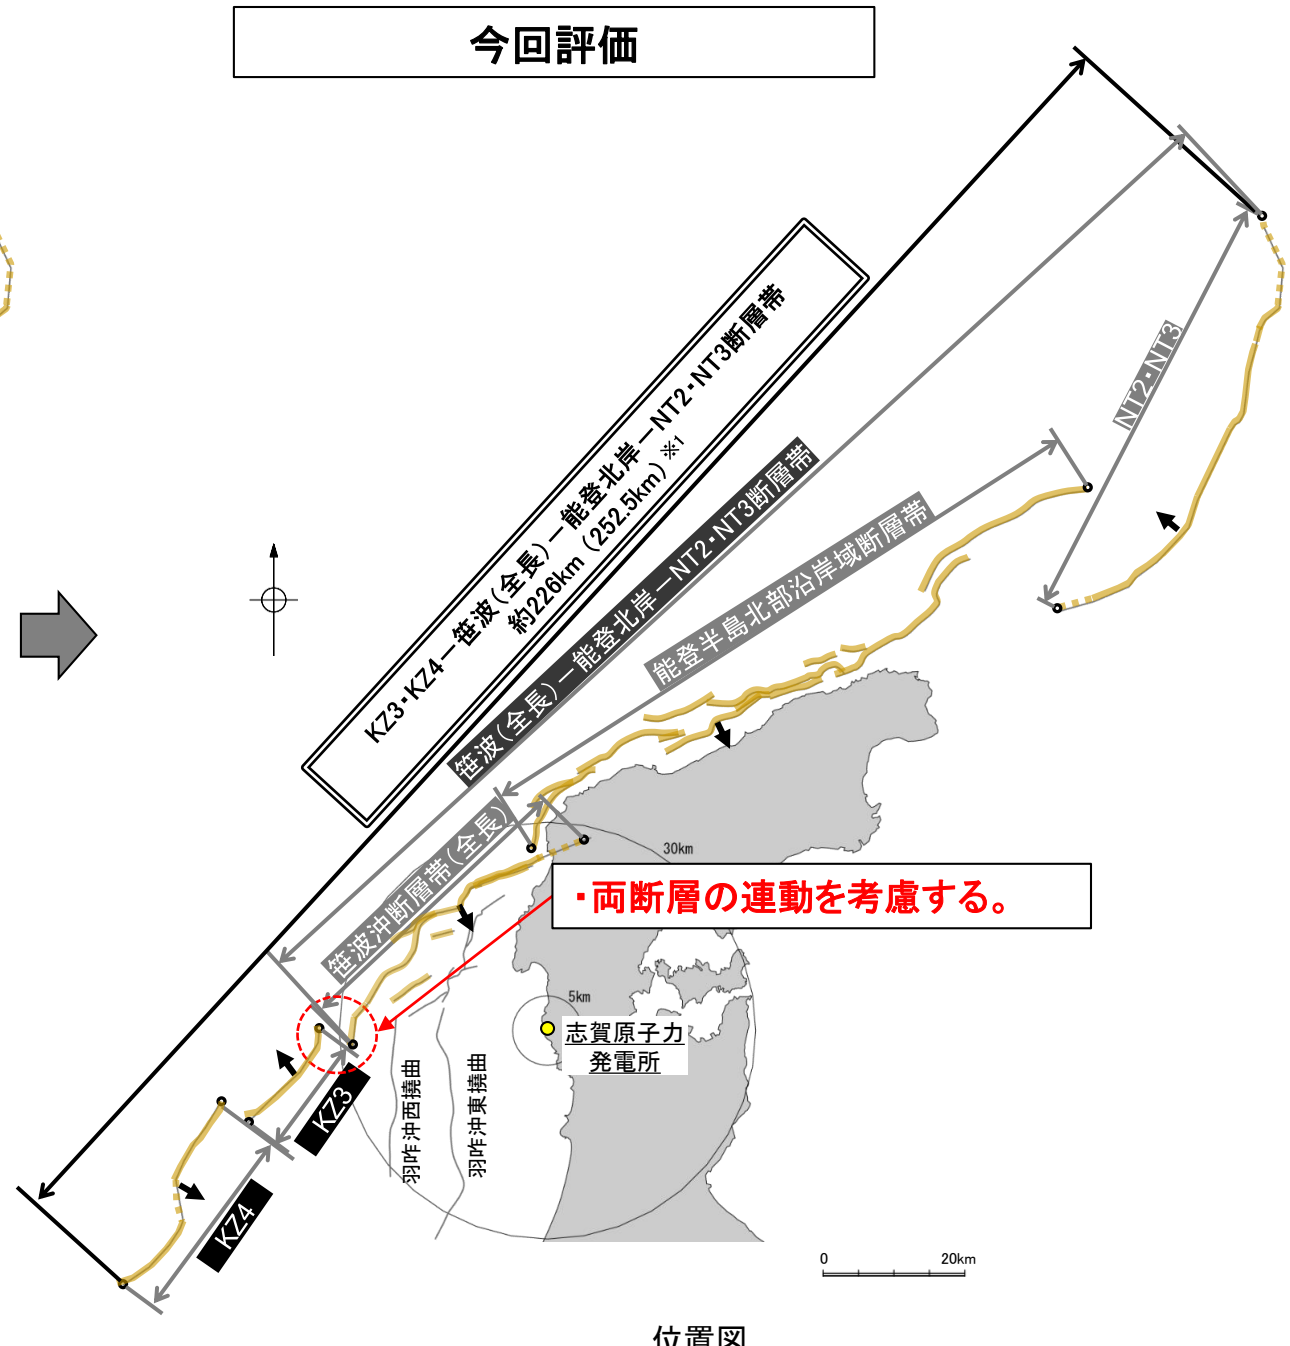 今回評価
KZ3・KZ4－笹波(全長)－能登北岸－NT2・NT3断層帯
約226km (252.5km) ※1
笹波(全長)－能登北岸－NT2・NT3断層帯
NT2・NT3
能登半島北部沿岸域断層帯
笹波沖断層帯(全長)
30km
・両断層の連動を考慮する。
5km
志賀原子力
発電所
羽咋沖西撓曲
羽咋沖東撓曲
KZ3
KZ4
0 20km
位置図